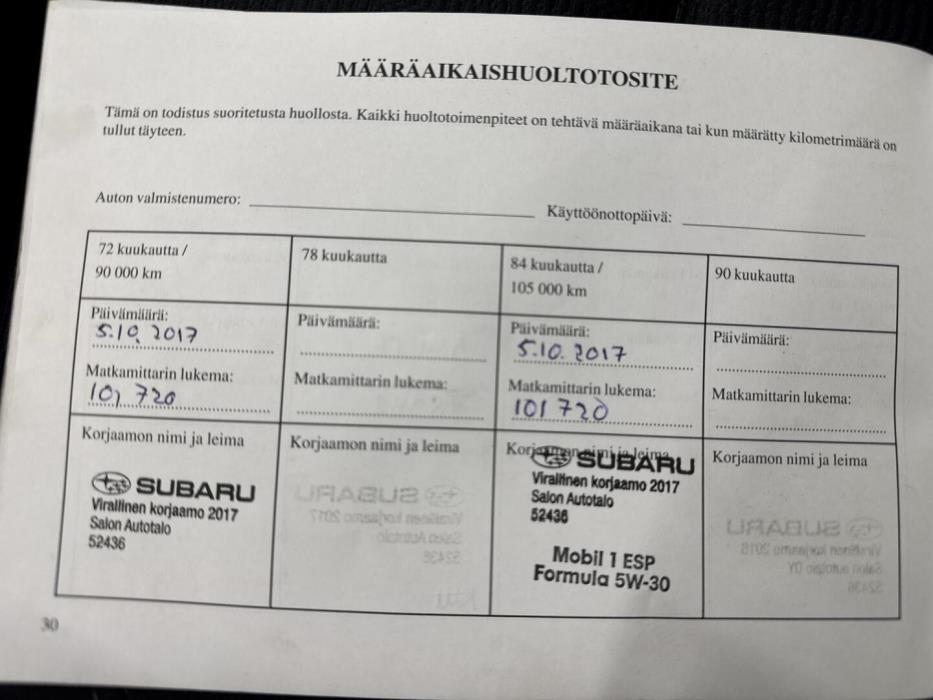 MÄÄRÄAIKAISHUOLTOTOSITE
Tämä on todistus suoritetusta huollosta. Kaikki huoltotoimenpiteet on tehtävä määräaikana tai kun määrätty kilometrimäärä on
tullut täyteen.
Auton valmistenumero:
Käyttöönottopäivä:
72 kuukautta /
90 000 km
78 kuukautta
84 kuukautta /
105 000 km
90 kuukautta
Päivämäärä:
5.10. 2017
Päivämäärä:
Päivämäärä:
5.10. 2017
Päivämäärä:
Matkamittarin lukema:
101 720
Matkamittarin lukema:
Matkamittarin lukema:
101 720
Matkamittarin lukema:
Korjaamon nimi ja leima
SUBARU
Virallinen korjaamo 2017
Salon Autotalo
52436
Korjaamon nimi ja leima
Korjaamon nimi ja leima
SUBARU
Virallinen korjaamo 2017
Salon Autotalo
52436
Mobil 1 ESP
Formula 5W-30
Korjaamon nimi ja leima
30